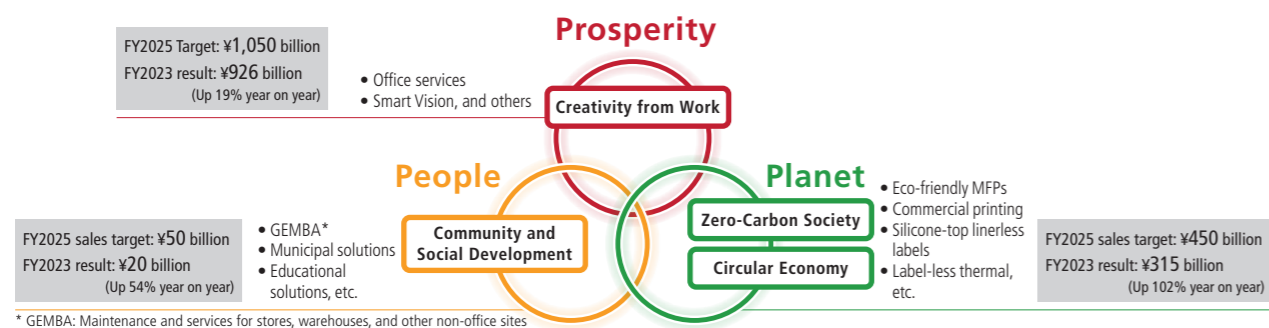 Prosperity
FY2025 Target: ¥1,050 billion
FY2023 result: ¥926 billion
(Up 19% year on year)
• Office services
• Smart Vision, and others
Creativity from Work
People
FY2025 sales target: ¥50 billion
FY2023 result: ¥20 billion
(Up 54% year on year)
• GEMBA*
• Municipal solutions
• Educational
solutions, etc.
Community and
Social Development
Planet
Zero-Carbon Society
Circular Economy
• Eco-friendly MFPs
• Commercial printing
• Silicone-top linerless
labels
• Label-less thermal,
etc.
FY2025 sales target: ¥450 billion
FY2023 result: ¥315 billion
(Up 102% year on year)
* GEMBA: Maintenance and services for stores, warehouses, and other non-office sites